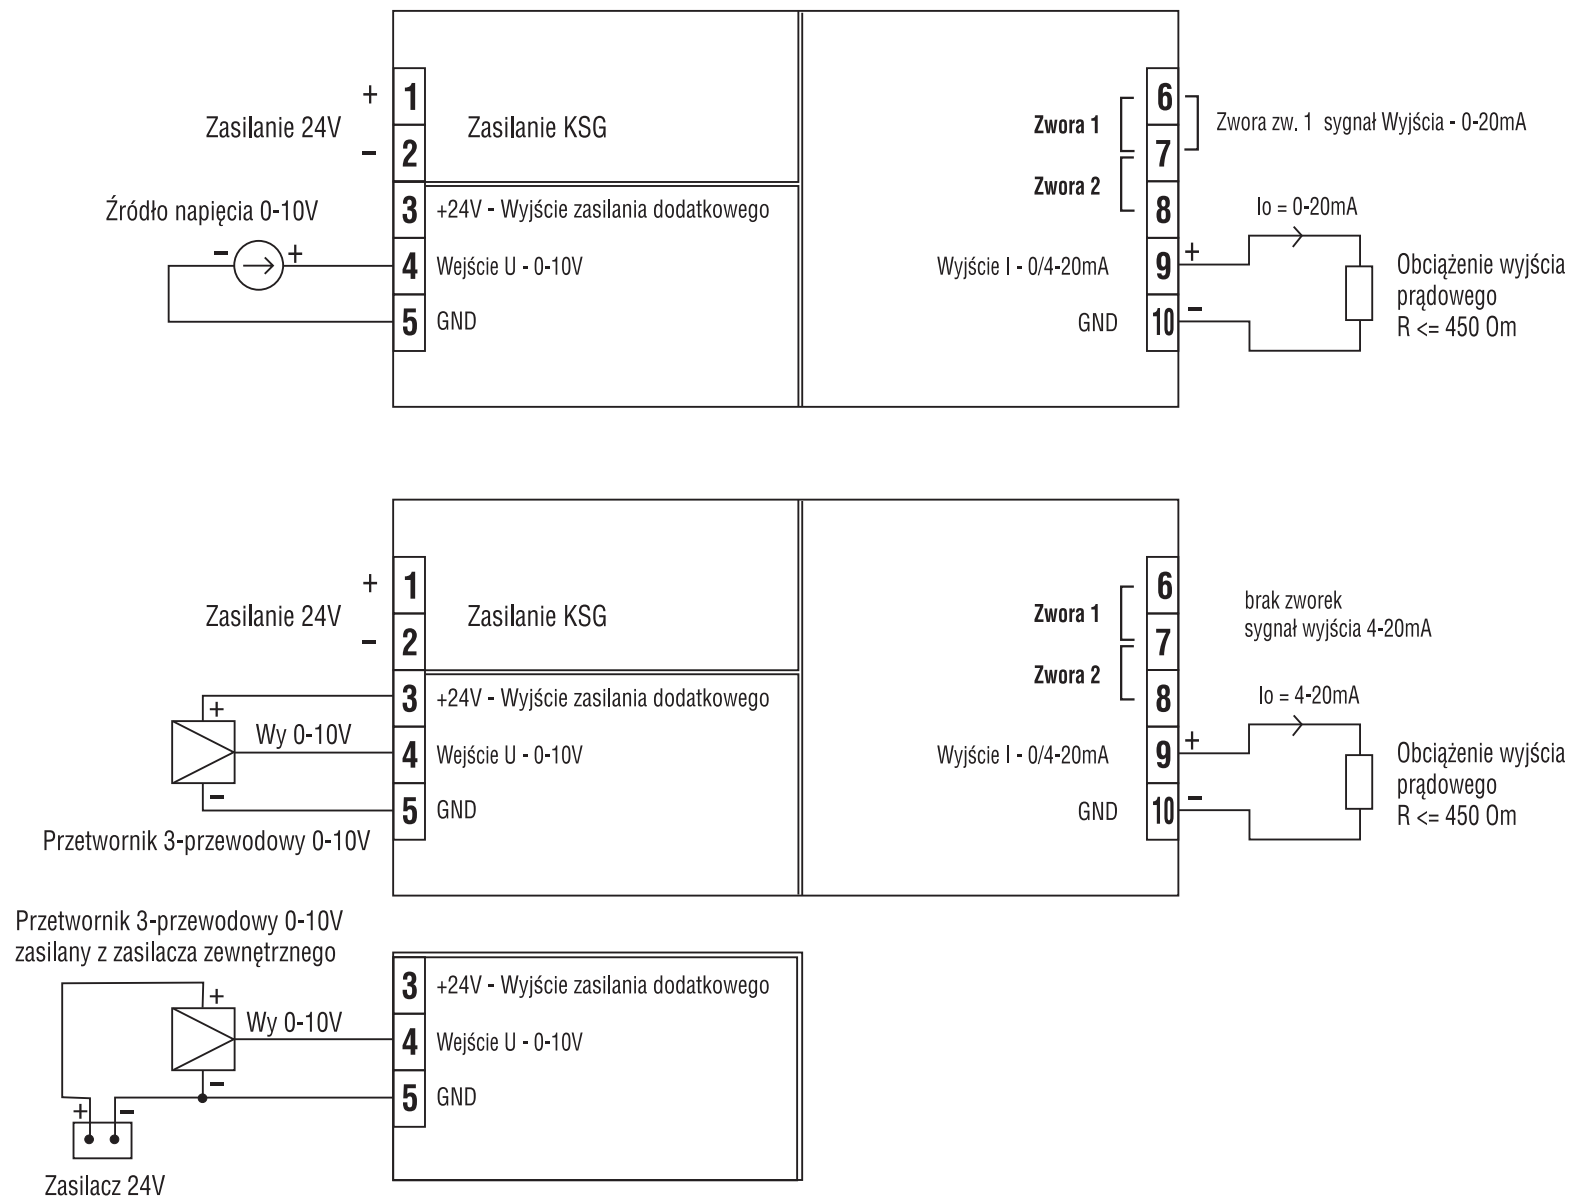 +
1
Zasilanie 24V
Zasilanie KSG
-
2
Źródło napięcia 0-10V
3
+24V - Wyjście zasilania dodatkowego
- +
4
Wejście U - 0-10V
5
GND
Zwora 1
6
Zwora zw. 1 sygnał Wyjścia - 0-20mA
7
Zwora 2
8
Io = 0-20mA
Wyjście I - 0/4-20mA
9
+
Obciążenie wyjścia
prądowego
R <= 450 Om
GND
10
-
+
1
Zasilanie 24V
Zasilanie KSG
-
2
3
+24V - Wyjście zasilania dodatkowego
+
Wy 0-10V
4
Wejście U - 0-10V
-
5
GND
Przetwornik 3-przewodowy 0-10V
Zwora 1
6
brak zworek
sygnał wyjścia 4-20mA
7
Zwora 2
8
Io = 4-20mA
Wyjście I - 0/4-20mA
9
+
Obciążenie wyjścia
prądowego
R <= 450 Om
GND
10
-
Przetwornik 3-przewodowy 0-10V
zasilany z zasilacza zewnętrznego
3
+24V - Wyjście zasilania dodatkowego
+
Wy 0-10V
4
Wejście U - 0-10V
-
5
GND
+ -
Zasilacz 24V